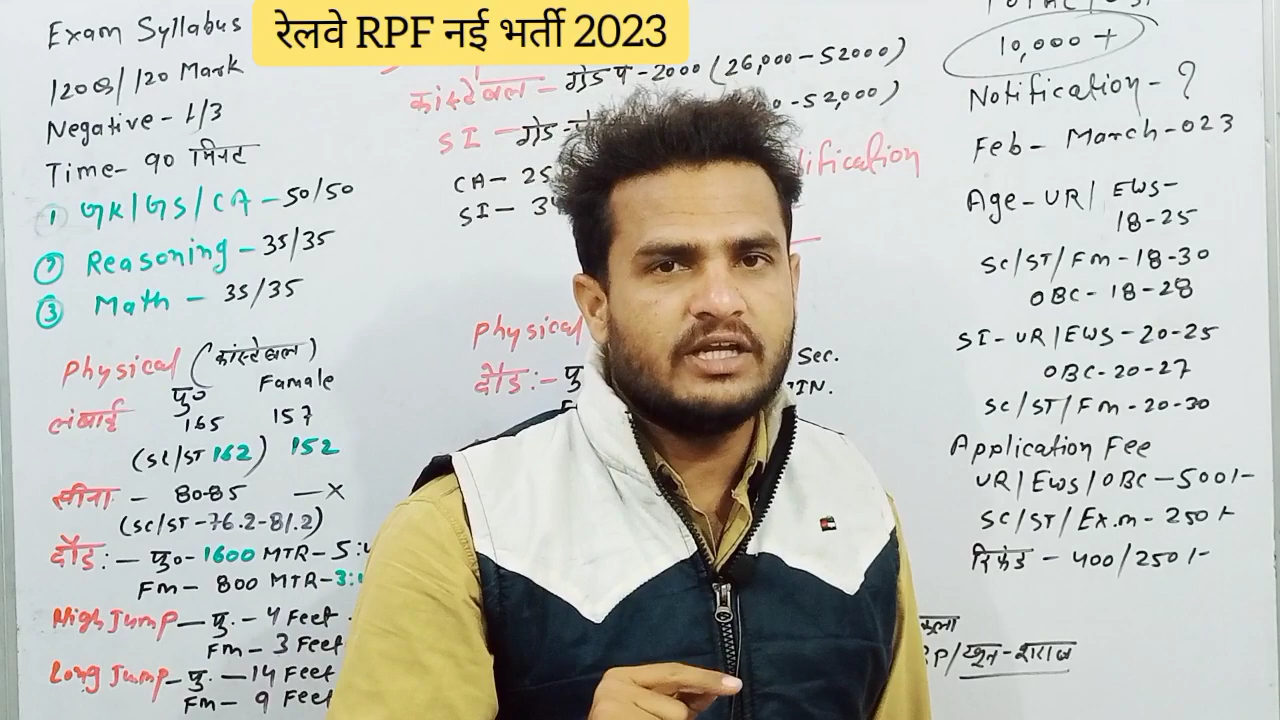 रेलवे RPF नई भर्ती 2023
Exam Syllabus
120Q/120 Mark
Negative - 1/3
Time- 90 मिनट
① GK/GS/CA - 50/50
② Reasoning - 35/35
③ Math - 35/35
Physical (कांस्टेबल)
पु० Famale
लंबाई 165 157
(SC/ST 162) 152
सीना - 80-85 —X
(SC/ST-76.2-81.2)
दौड़:- पु०-1600 MTR-5:4
Fm- 800 MTR-3:
High Jump- पु.- 4 Feet
Fm- 3 Feet
Long Jump- पु.-14 Feet
Fm- 9 Feet
कांस्टेबल - ग्रेड पे-2000 (26,000-52000)
SI - ग्रेड-
-52,000)
CA- 25
SI- 3
Physical
दौड़:- पु
Sec.
10,000+
Notification-?
Feb- March-023
Age-UR/EWS-
18-25
SC/ST/Fm-18-30
OBC-18-28
SI-UR/EWS-20-25
OBC-20-27
SC/ST/Fm-20-30
Application Fee
UR/EWS/OBC-500/-
SC/ST/Ex.m-250/-
रिफंड - 400/250/-